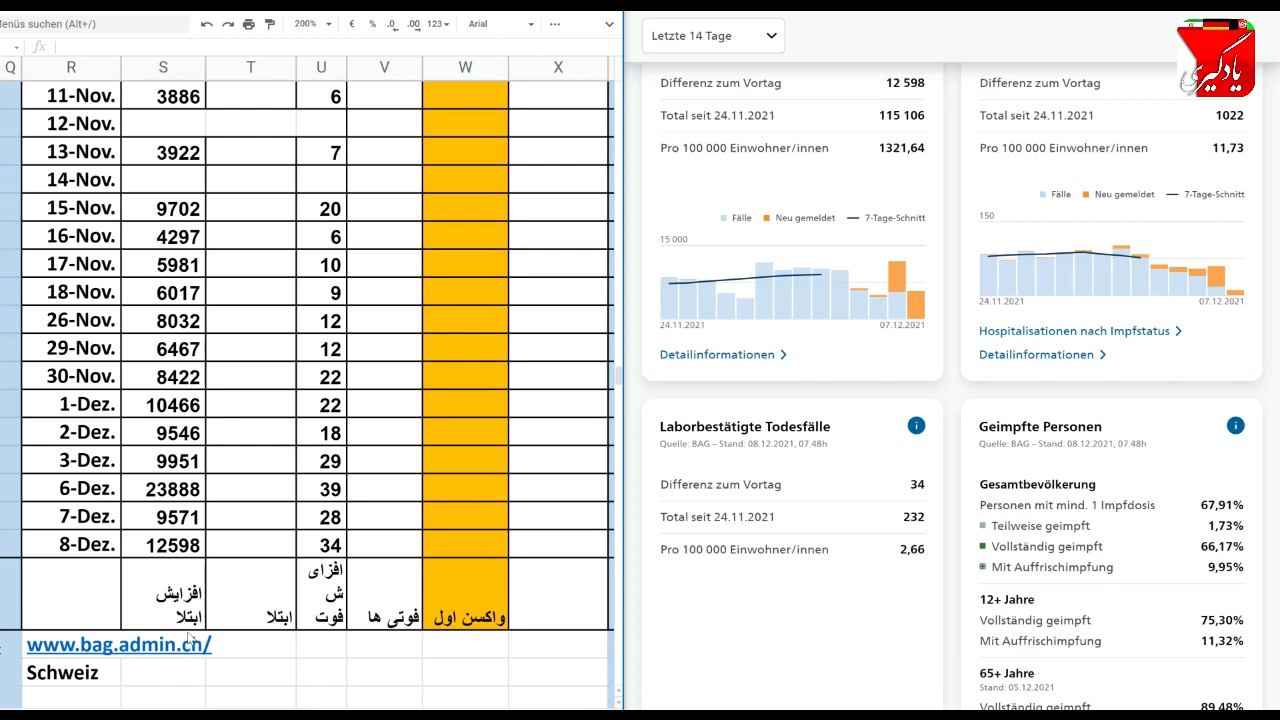 Menüs suchen (Alt+/)
200%
€
%
.0
.00
123
Arial
fx
Q R S T U V W X
11-Nov. 3886 6
12-Nov.
13-Nov. 3922 7
14-Nov.
15-Nov. 9702 20
16-Nov. 4297 6
17-Nov. 5981 10
18-Nov. 6017 9
26-Nov. 8032 12
29-Nov. 6467 12
30-Nov. 8422 22
1-Dez. 10466 22
2-Dez. 9546 18
3-Dez. 9951 29
6-Dez. 23888 39
7-Dez. 9571 28
8-Dez. 12598 34
افزایش
ابتلا
ابتلا
افزای
ش
فوت
فوتی ها
واکسن اول
www.bag.admin.ch/
Schweiz
Letzte 14 Tage
یادگیری
Differenz zum Vortag 12 598
Total seit 24.11.2021 115 106
Pro 100 000 Einwohner/innen 1321,64
Fälle Neu gemeldet 7-Tage-Schnitt
15 000
24.11.2021 07.12.2021
Detailinformationen
Differenz zum Vortag
Total seit 24.11.2021 1022
Pro 100 000 Einwohner/innen 11,73
Fälle Neu gemeldet 7-Tage-Schnitt
150
24.11.2021 07.12.2021
Hospitalisationen nach Impfstatus
Detailinformationen
Laborbestätigte Todesfälle
Quelle: BAG – Stand: 08.12.2021, 07.48h
Differenz zum Vortag 34
Total seit 24.11.2021 232
Pro 100 000 Einwohner/innen 2,66
Geimpfte Personen
Quelle: BAG – Stand: 08.12.2021, 07.48h
Gesamtbevölkerung
Personen mit mind. 1 Impfdosis 67,91%
Teilweise geimpft 1,73%
Vollständig geimpft 66,17%
Mit Auffrischimpfung 9,95%
12+ Jahre
Vollständig geimpft 75,30%
Mit Auffrischimpfung 11,32%
65+ Jahre
Stand: 05.12.2021
Vollständig geimpft 89,48%